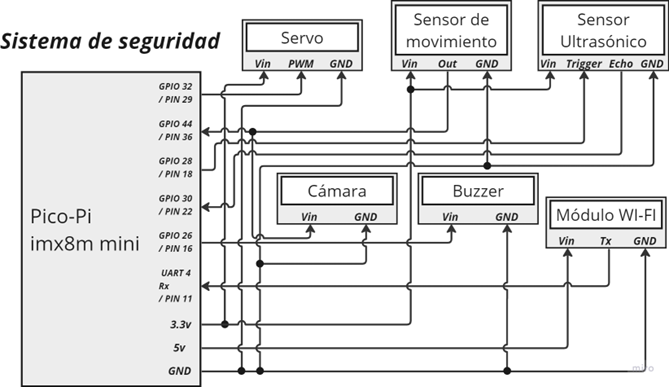 Sistema de seguridad
Servo
Vin PWM GND
Sensor de
movimiento
Vin Out GND
Sensor
Ultrasónico
Vin Trigger Echo GND
GPIO 32
/ PIN 29
GPIO 44
/ PIN 36
GPIO 28
/ PIN 18
GPIO 30
/ PIN 22
GPIO 26
/ PIN 16
UART 4
Rx
/ PIN 11
3.3v
5v
GND
Pico-Pi
imx8m mini
Cámara
Vin GND
Buzzer
Vin GND
Módulo WI-FI
Vin Tx GND
miro